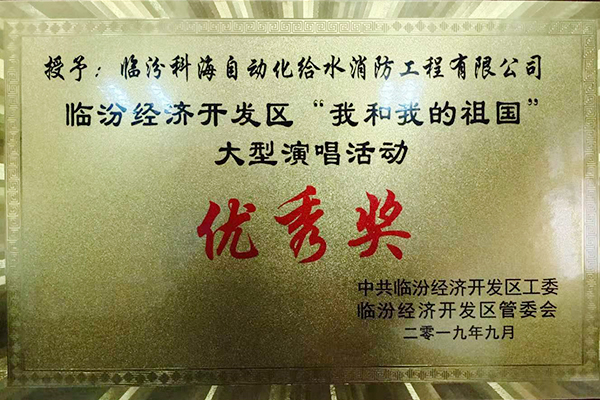 授予：临汾科海自动化给水消防工程有限公司
临汾经济开发区“我和我的祖国”
大型演唱活动
优秀奖
中共临汾经济开发区工委
临汾经济开发区管委会
二零一九年九月